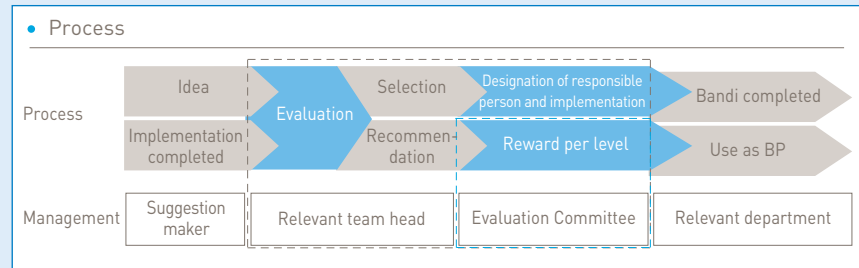 Process
Process
Idea
Implementation
completed
Evaluation
Selection
Recommen-
dation
Designation of responsible
person and implementation
Reward per level
Bandi completed
Use as BP
Management
Suggestion
maker
Relevant team head
Evaluation Committee
Relevant department